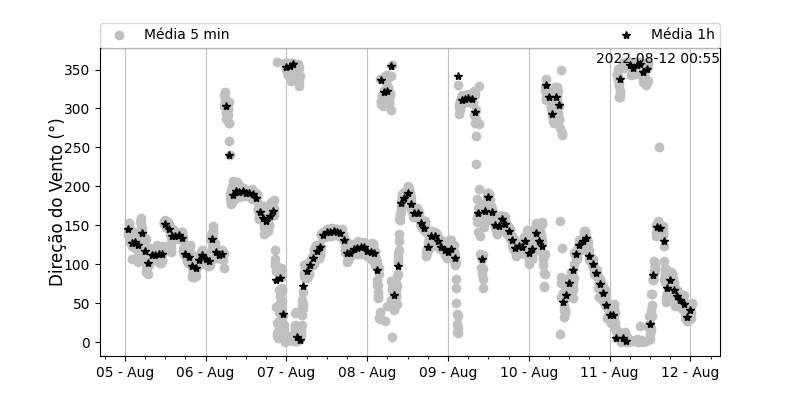 Média 5 min
Média 1h
2022-08-12 00:55
Direção do Vento (°)
350
300
250
200
150
100
50
0
05 - Aug
06 - Aug
07 - Aug
08 - Aug
09 - Aug
10 - Aug
11 - Aug
12 - Aug